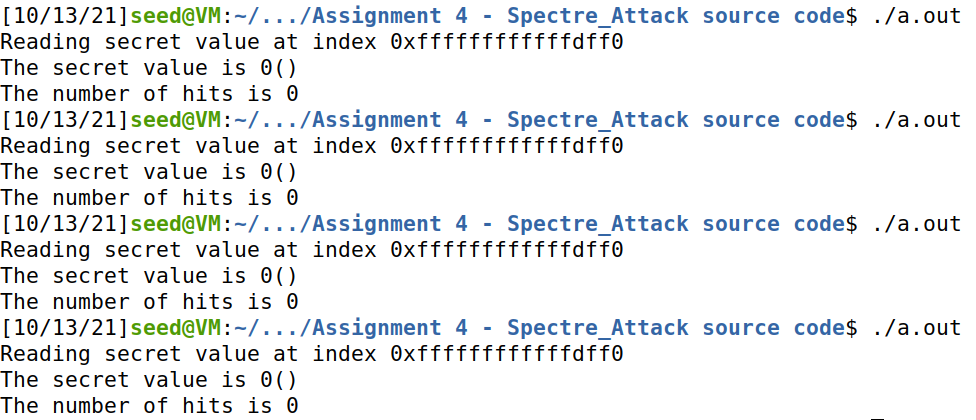 [10/13/21]seed@VM:~/.../Assignment 4 - Spectre_Attack source code$ ./a.out
Reading secret value at index 0xffffffffffffdff0
The secret value is 0()
The number of hits is 0
[10/13/21]seed@VM:~/.../Assignment 4 - Spectre_Attack source code$ ./a.out
Reading secret value at index 0xffffffffffffdff0
The secret value is 0()
The number of hits is 0
[10/13/21]seed@VM:~/.../Assignment 4 - Spectre_Attack source code$ ./a.out
Reading secret value at index 0xffffffffffffdff0
The secret value is 0()
The number of hits is 0
[10/13/21]seed@VM:~/.../Assignment 4 - Spectre_Attack source code$ ./a.out
Reading secret value at index 0xffffffffffffdff0
The secret value is 0()
The number of hits is 0